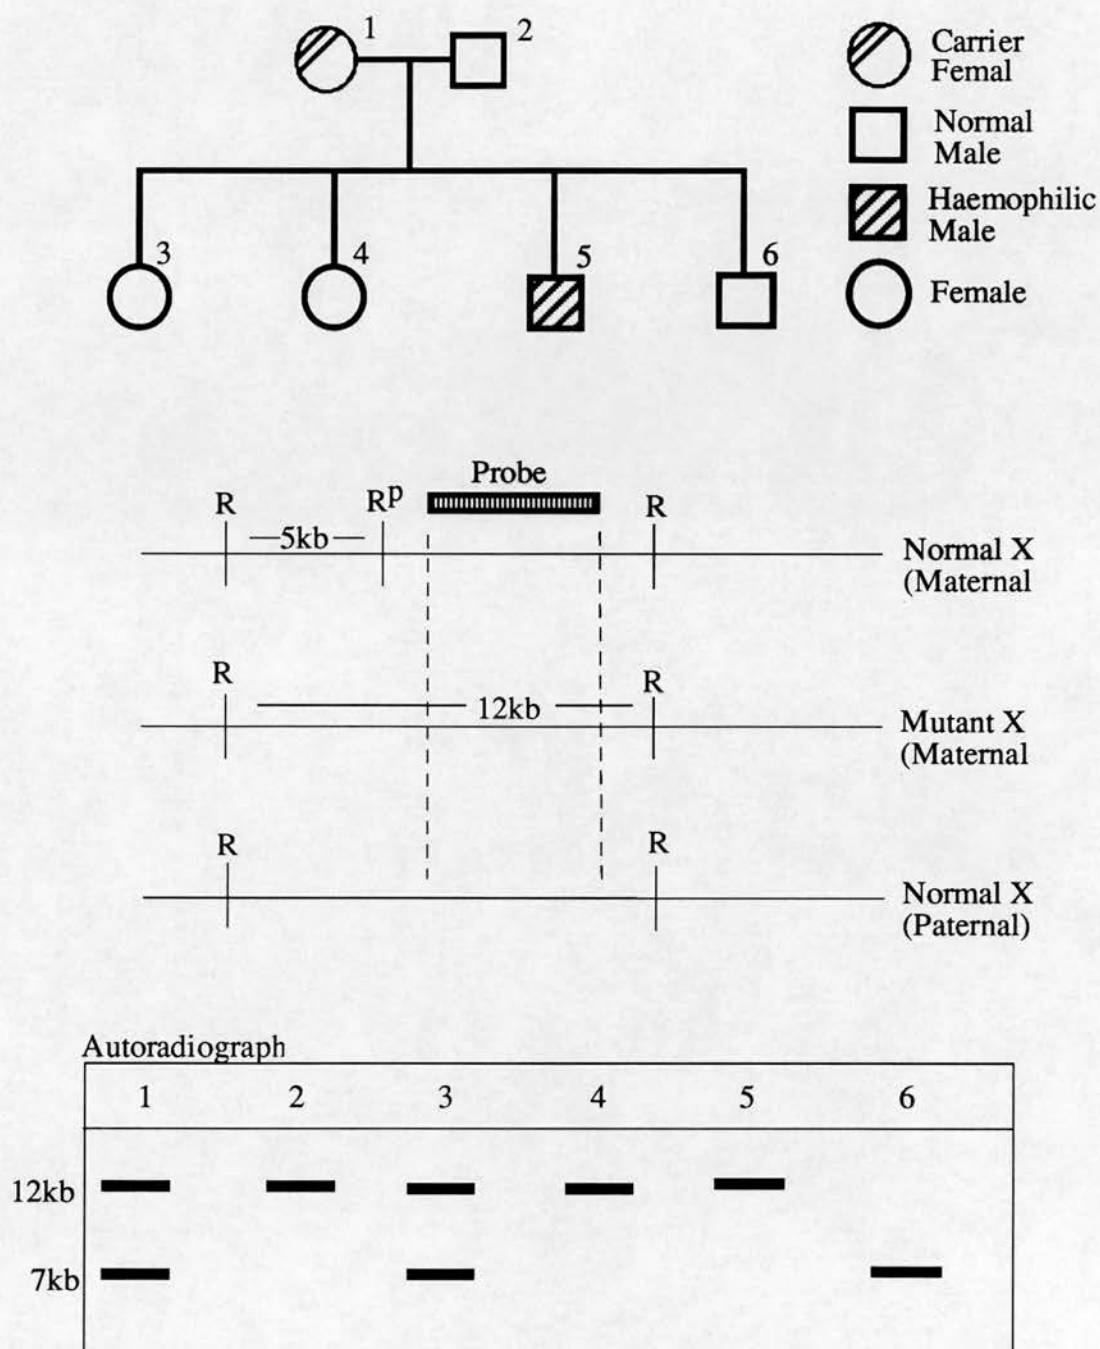 1
2
Carrier
Femal
Normal
Male
Haemophilic
Male
Female
3
4
5
6
Probe
R
Rp
R
5kb
Normal X
(Maternal
R
R
12kb
Mutant X
(Maternal
R
R
Normal X
(Paternal)
Autoradiograph
1 2 3 4 5 6
12kb
7kb